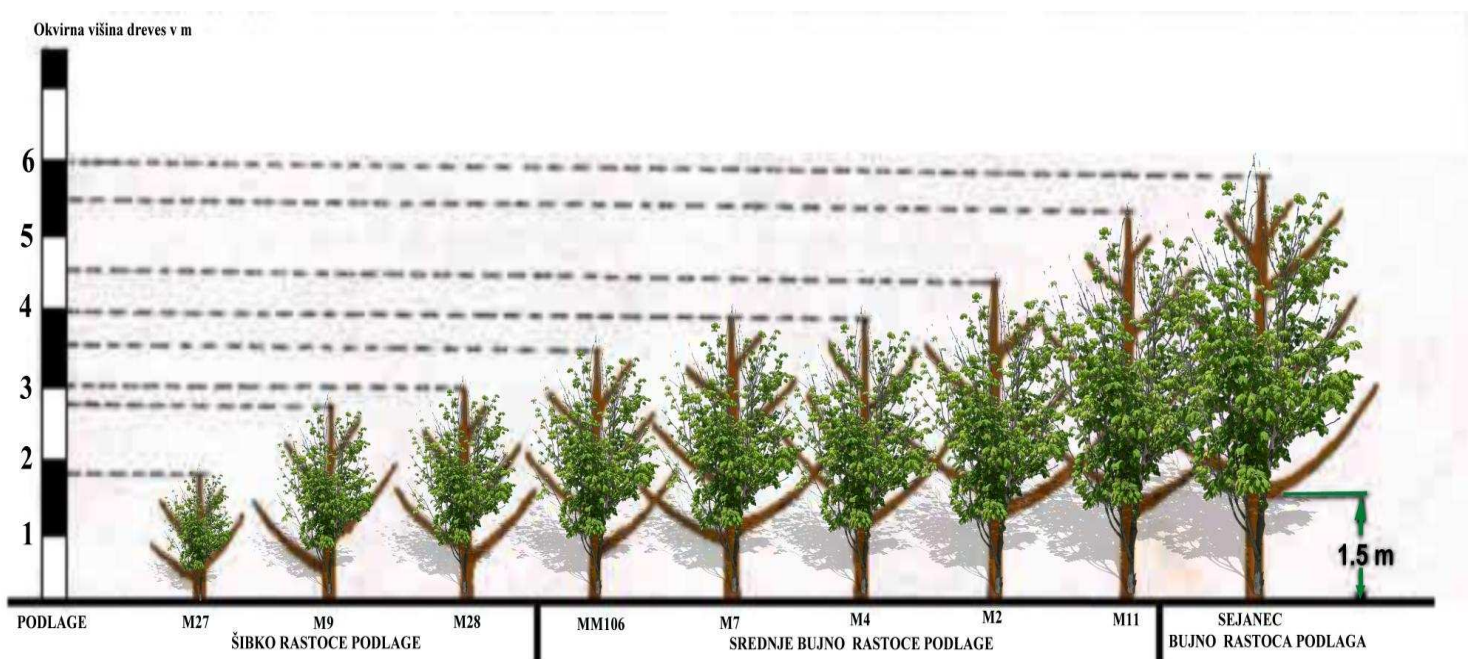 Okvirna višina dreves v m
6
5
4
3
2
1
1.5 m
PODLAGE
M27
M9
M28
MM106
M7
M4
M2
M11
SEJANEC
ŠIBKO RASTOCE PODLAGE
SREDNJE BUJNO RASTOCE PODLAGE
BUJNO RASTOCA PODLAGA